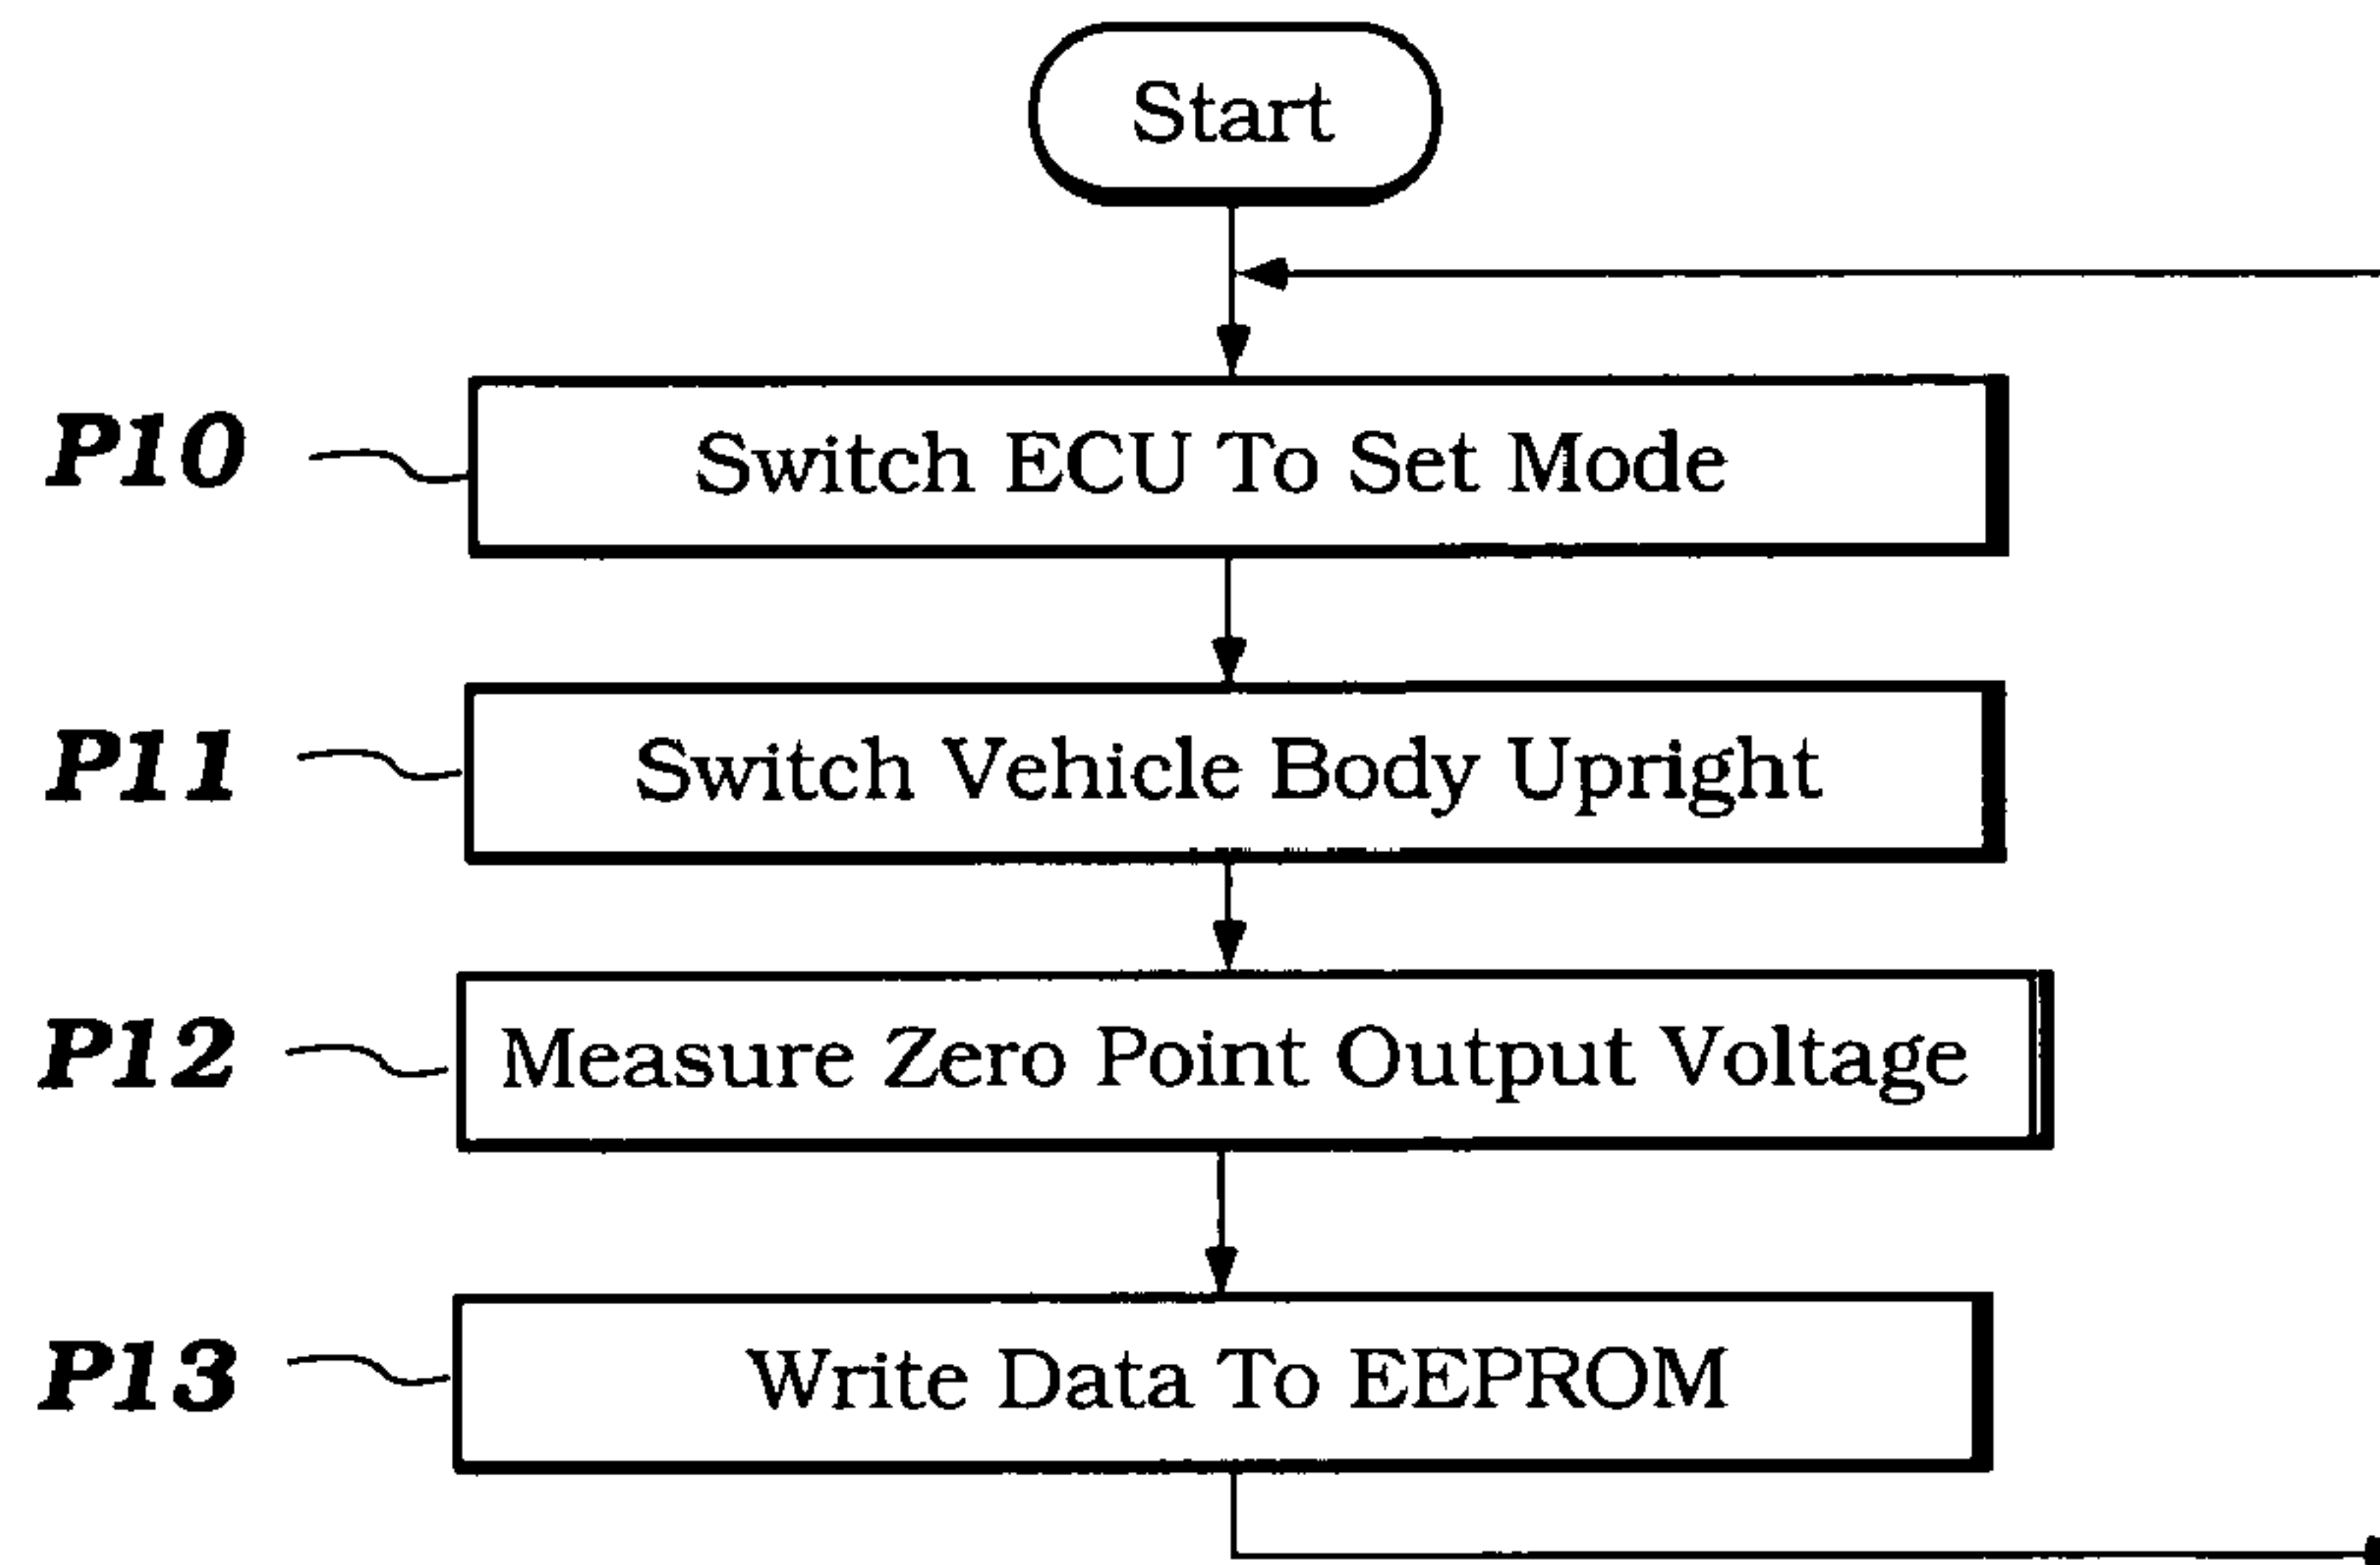 Start
P10 Switch ECU To Set Mode
P11 Switch Vehicle Body Upright
P12 Measure Zero Point Output Voltage
P13 Write Data To EEPROM